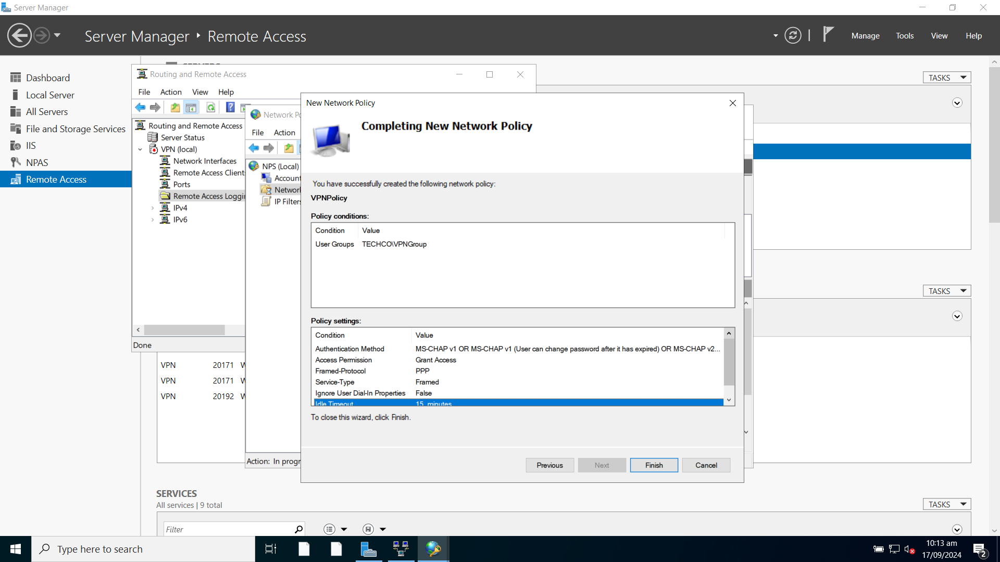 Server Manager
Server Manager ‣ Remote Access
Manage
Tools
View
Help
Dashboard
Local Server
All Servers
File and Storage Services
IIS
NPAS
Remote Access
TASKS
Routing and Remote Access
File
Action
View
Help
Routing and Remote Access
Server Status
VPN (local)
Network Interfaces
Remote Access Client
Ports
Remote Access Loggi
IPv4
IPv6
Done
VPN 20171 W
VPN 20171 W
VPN 20192 W
Network Po
File
Action
NPS (Local)
Account
Networ
IP Filters
Action: In progr
New Network Policy
Completing New Network Policy
You have successfully created the following network policy:
VPNPolicy
Policy conditions:
Condition Value
User Groups TECHCO\VPNGroup
Policy settings:
Condition Value
Authentication Method MS-CHAP v1 OR MS-CHAP v1 (User can change password after it has expired) OR MS-CHAP v2...
Access Permission Grant Access
Framed-Protocol PPP
Service-Type Framed
Ignore User Dial-In Properties False
Idle Timeout 15 minutes
To close this wizard, click Finish.
Previous
Next
Finish
Cancel
TASKS
SERVICES
All services | 9 total
TASKS
Filter
Type here to search
10:13 am
17/09/2024
2